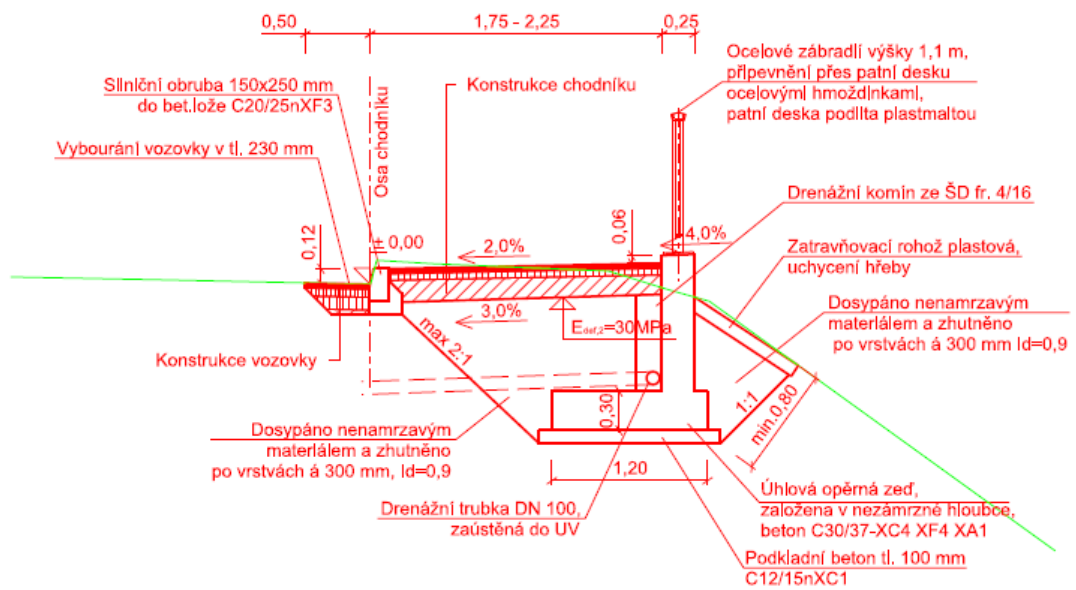 0,50
1,75 - 2,25
0,25
Silniční obruba 150x250 mm
do bet.lože C20/25nXF3
Konstrukce chodníku
Ocelové zábradlí výšky 1,1 m,
připevnění přes patní desku
ocelovými hmoždinkami,
patní deska podlita plastmaltou
Vybourání vozovky v tl. 230 mm
Osa chodníku
Drenážní komín ze ŠD fr. 4/16
0,12
± 0,00
2,0%
0,06
4,0%
Zatravňovací rohož plastová,
uchycení hřeby
3,0%
Edef,2=30MPa
Dosypáno nenamrzavým
materiálem a zhutněno
po vrstvách á 300 mm Id=0,9
Konstrukce vozovky
max 2:1
0,30
1:1
min.0,80
Dosypáno nenamrzavým
materiálem a zhutněno
po vrstvách á 300 mm, Id=0,9
1,20
Drenážní trubka DN 100,
zaústěná do UV
Úhlová opěrná zeď,
založena v nezámrzné hloubce,
beton C30/37-XC4 XF4 XA1
Podkladní beton tl. 100 mm
C12/15nXC1